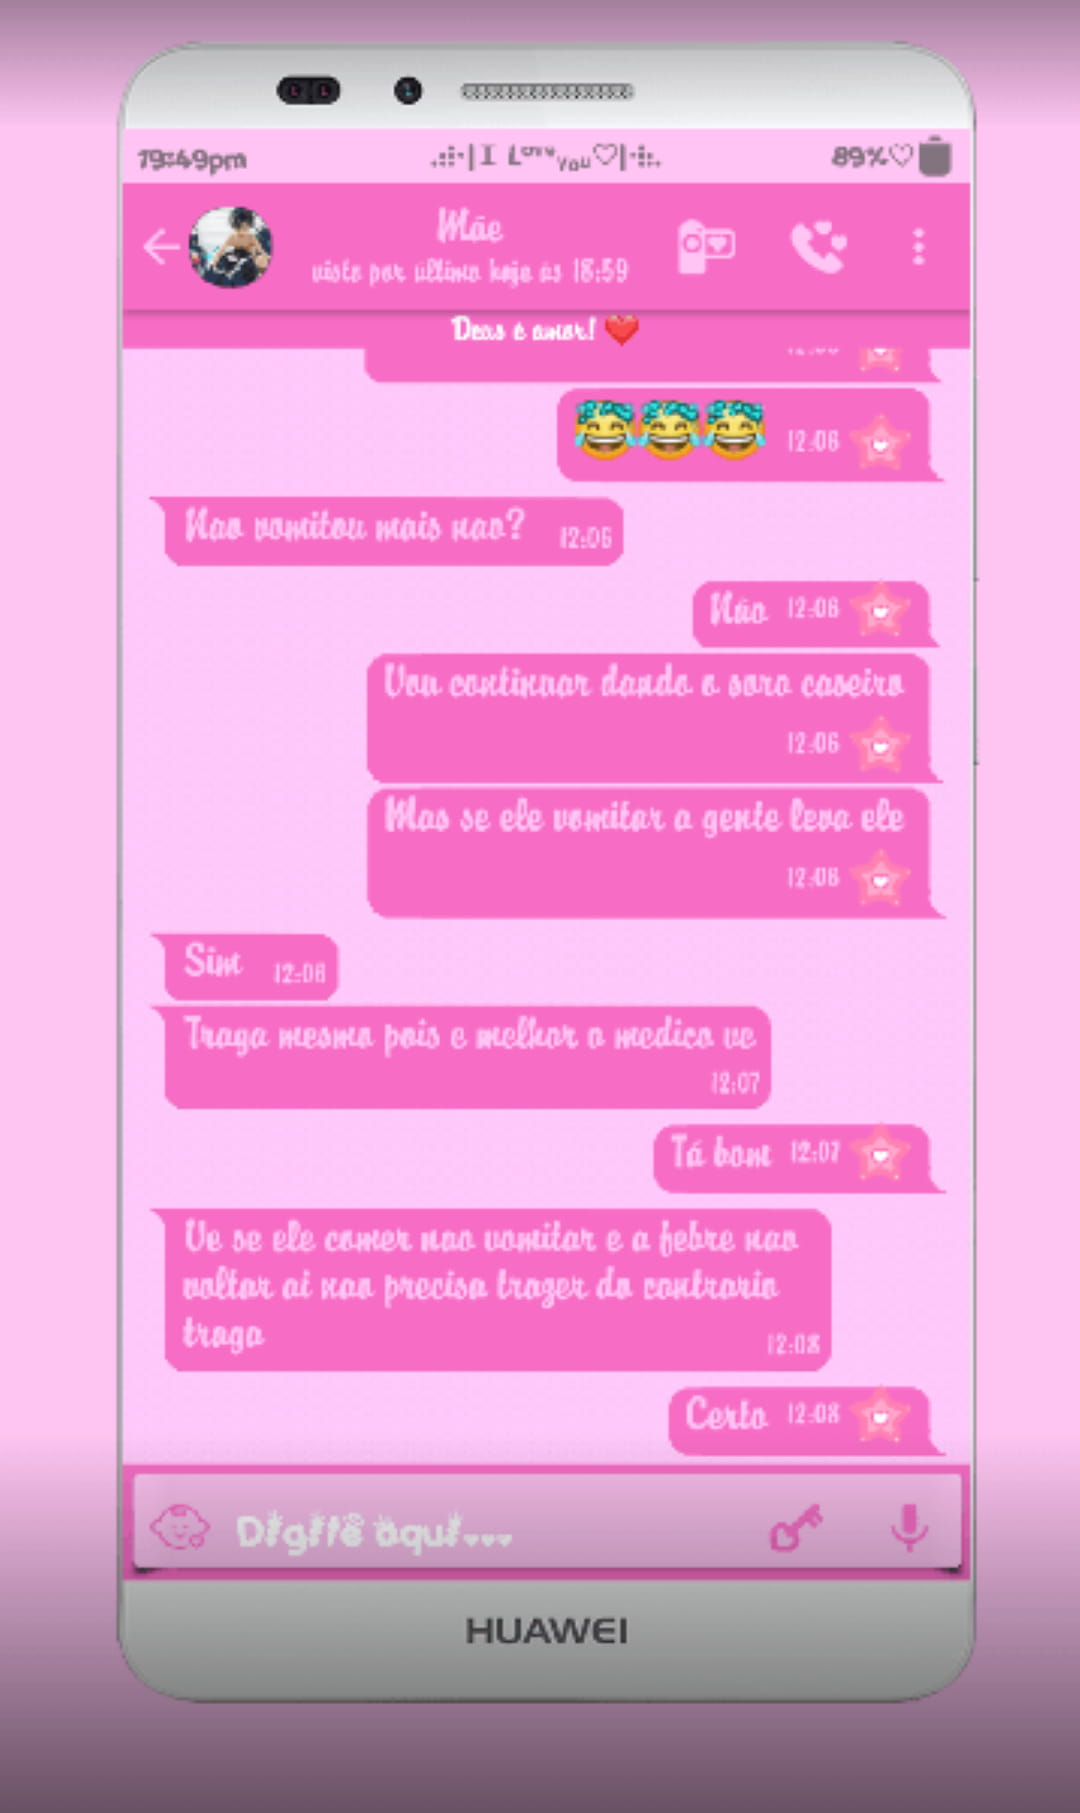 19:49pm
I Love you♡
89%♡
Mãe
visto por último hoje às 18:59
Deus é amor! ❤️
😂😂😂 12:06
Nao vomitou mais nao? 12:06
Não 12:06
Vou continuar dando o soro caseiro
12:06
Mas se ele vomitar a gente leva ele
12:06
Sim 12:06
Traga mesmo pois e melhor o medico ve
12:07
Tá bom 12:07
Ve se ele comer nao vomitar e a febre nao
voltar ai nao precisa trazer do contrario
traga
12:08
Certo 12:08
Digite aqui...
HUAWEI